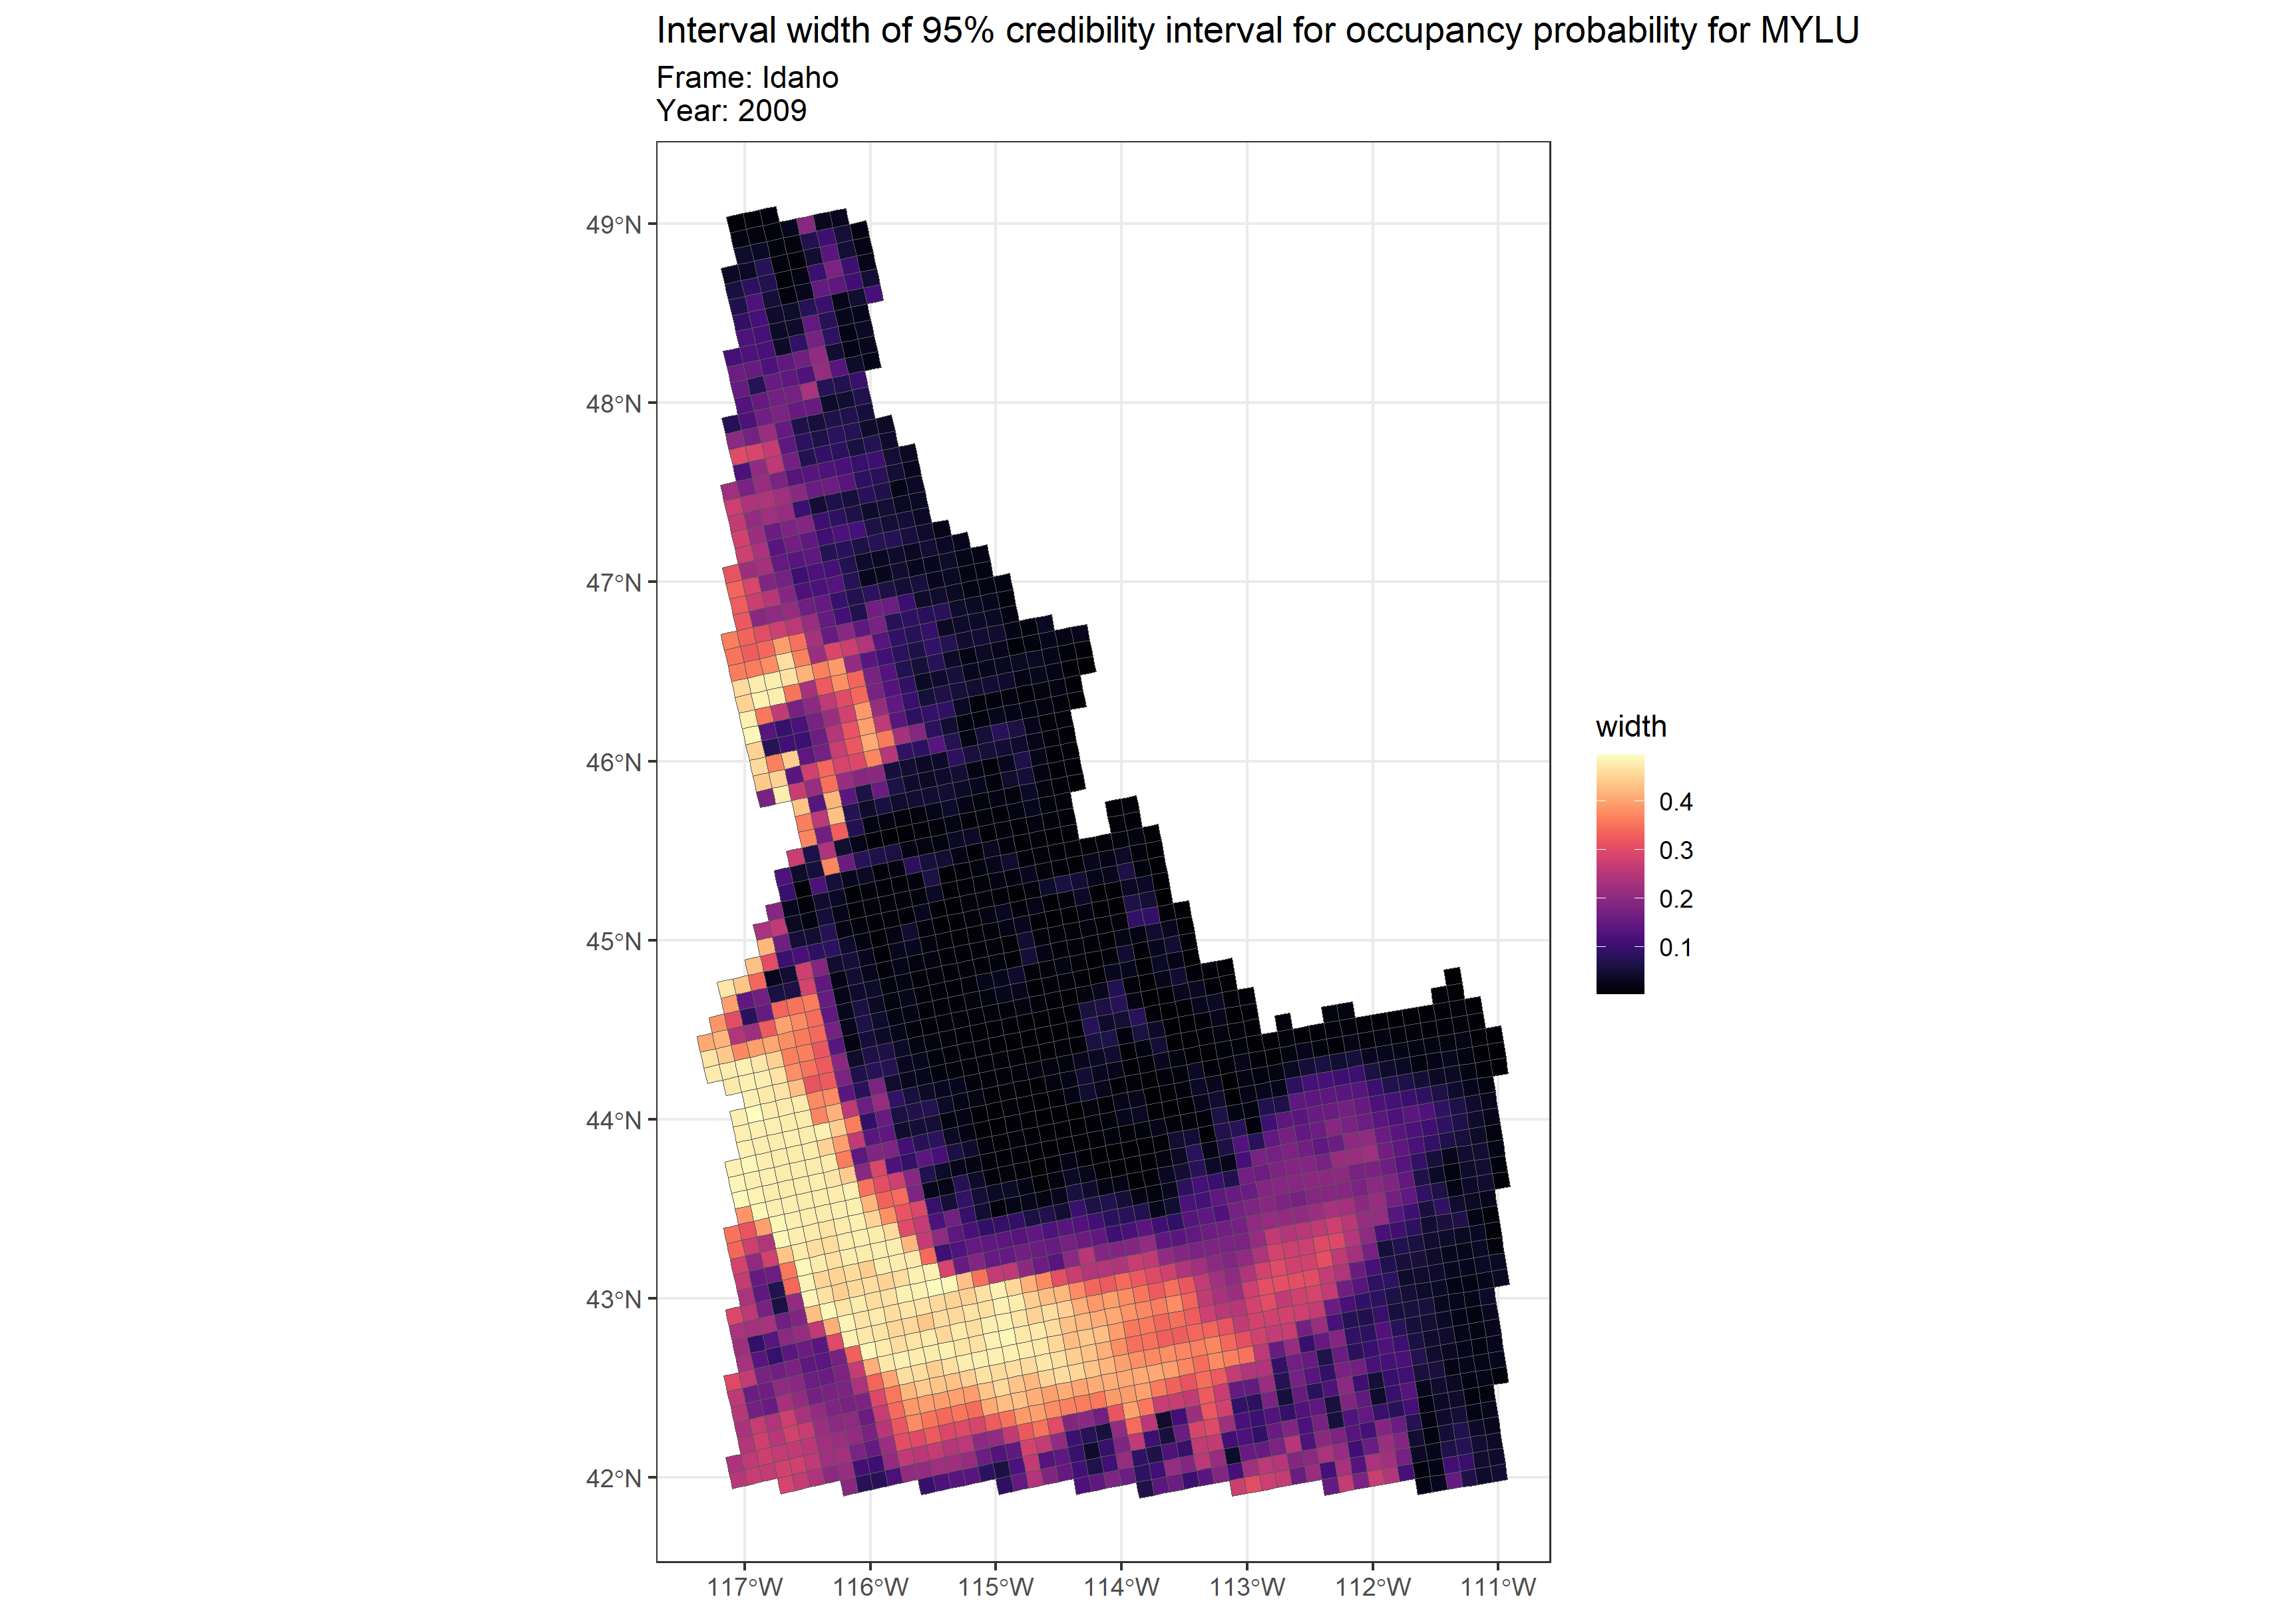 Interval width of 95% credibility interval for occupancy probability for MYLU
Frame: Idaho
Year: 2009
49°N
48°N
47°N
46°N
45°N
44°N
43°N
42°N
117°W 116°W 115°W 114°W 113°W 112°W 111°W
width
0.4
0.3
0.2
0.1